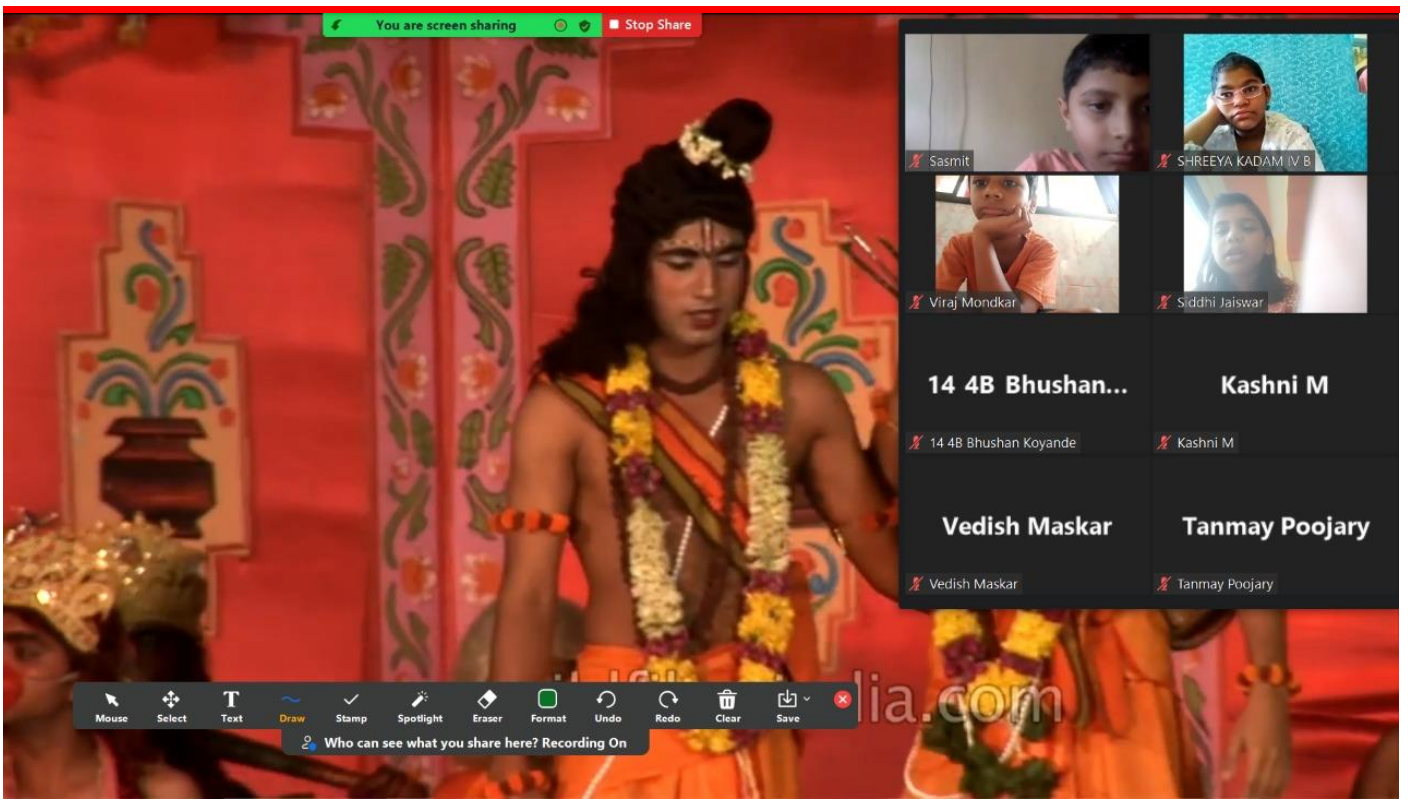 You are screen sharing
Stop Share
Sasmit
SHREEYA KADAM IV B
Viraj Mondkar
Siddhi Jaiswar
14 4B Bhushan...
Kashni M
14 4B Bhushan Koyande
Kashni M
Vedish Maskar
Tanmay Poojary
Vedish Maskar
Tanmay Poojary
Mouse
Select
Text
Draw
Stamp
Spotlight
Eraser
Format
Undo
Redo
Clear
Save
Who can see what you share here? Recording On